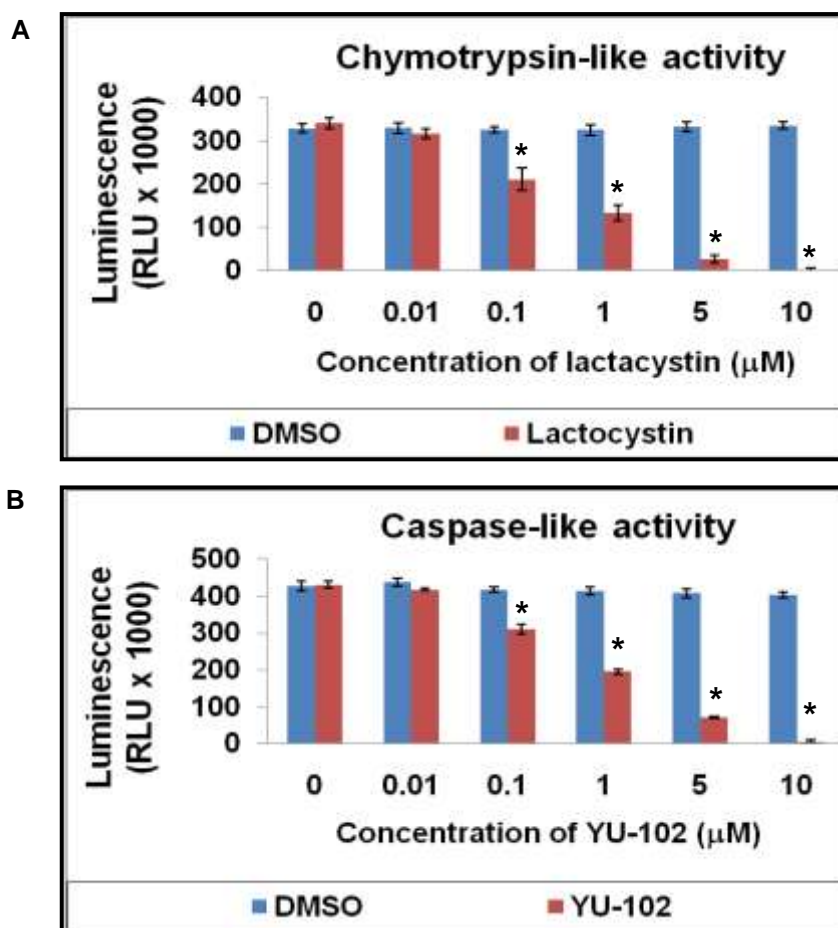 A
Chymotrypsin-like activity
Luminescence
(RLU x 1000)
400
300
200
100
0
*
*
*
*
0 0.01 0.1 1 5 10
Concentration of lactacystin (μM)
DMSO Lactocystin
B
Caspase-like activity
Luminescence
(RLU x 1000)
500
400
300
200
100
0
*
*
*
*
0 0.01 0.1 1 5 10
Concentration of YU-102 (μM)
DMSO YU-102